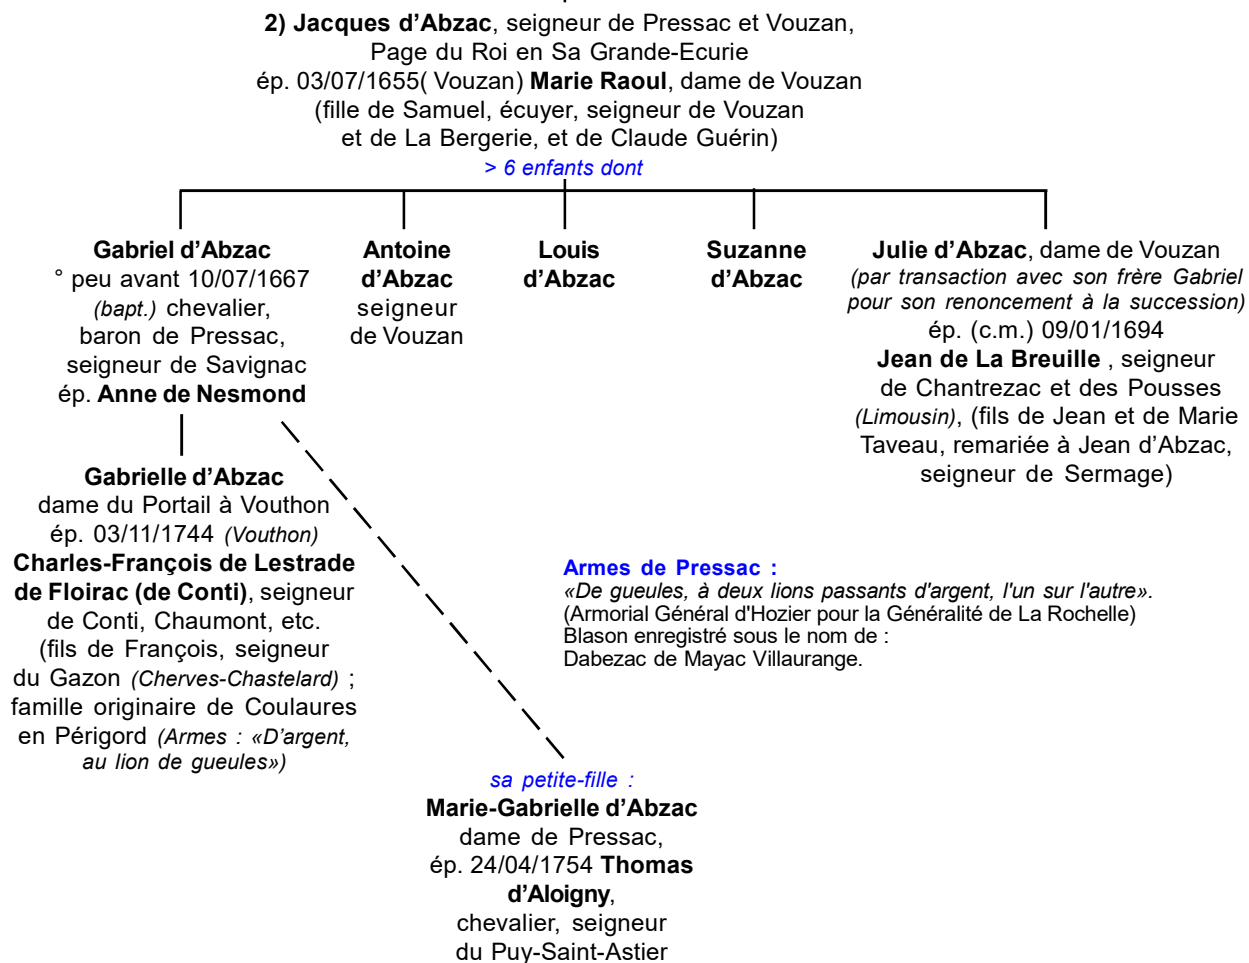 2) Jacques d’Abzac, seigneur de Pressac et Vouzan,
Page du Roi en Sa Grande-Ecurie
ép. 03/07/1655( Vouzan) Marie Raoul, dame de Vouzan
(fille de Samuel, écuyer, seigneur de Vouzan
et de La Bergerie, et de Claude Guérin)
> 6 enfants dont
Gabriel d’Abzac
° peu avant 10/07/1667
(bapt.) chevalier,
baron de Pressac,
seigneur de Savignac
ép. Anne de Nesmond
Antoine
d’Abzac
seigneur
de Vouzan
Louis
d’Abzac
Suzanne
d’Abzac
Julie d’Abzac, dame de Vouzan
(par transaction avec son frère Gabriel
pour son renoncement à la succession)
ép. (c.m.) 09/01/1694
Jean de La Breuille , seigneur
de Chantrezac et des Pousses
(Limousin), (fils de Jean et de Marie
Taveau, remariée à Jean d’Abzac,
seigneur de Sermage)
Gabrielle d’Abzac
dame du Portail à Vouthon
ép. 03/11/1744 (Vouthon)
Charles-François de Lestrade
de Floirac (de Conti), seigneur
de Conti, Chaumont, etc.
(fils de François, seigneur
du Gazon (Cherves-Chastelard) ;
famille originaire de Coulaures
en Périgord (Armes : «D’argent,
au lion de gueules»)
Armes de Pressac :
«De gueules, à deux lions passants d'argent, l'un sur l'autre».
(Armorial Général d'Hozier pour la Généralité de La Rochelle)
Blason enregistré sous le nom de :
Dabezac de Mayac Villaurange.
sa petite-fille :
Marie-Gabrielle d’Abzac
dame de Pressac,
ép. 24/04/1754 Thomas
d’Aloigny,
chevalier, seigneur
du Puy-Saint-Astier